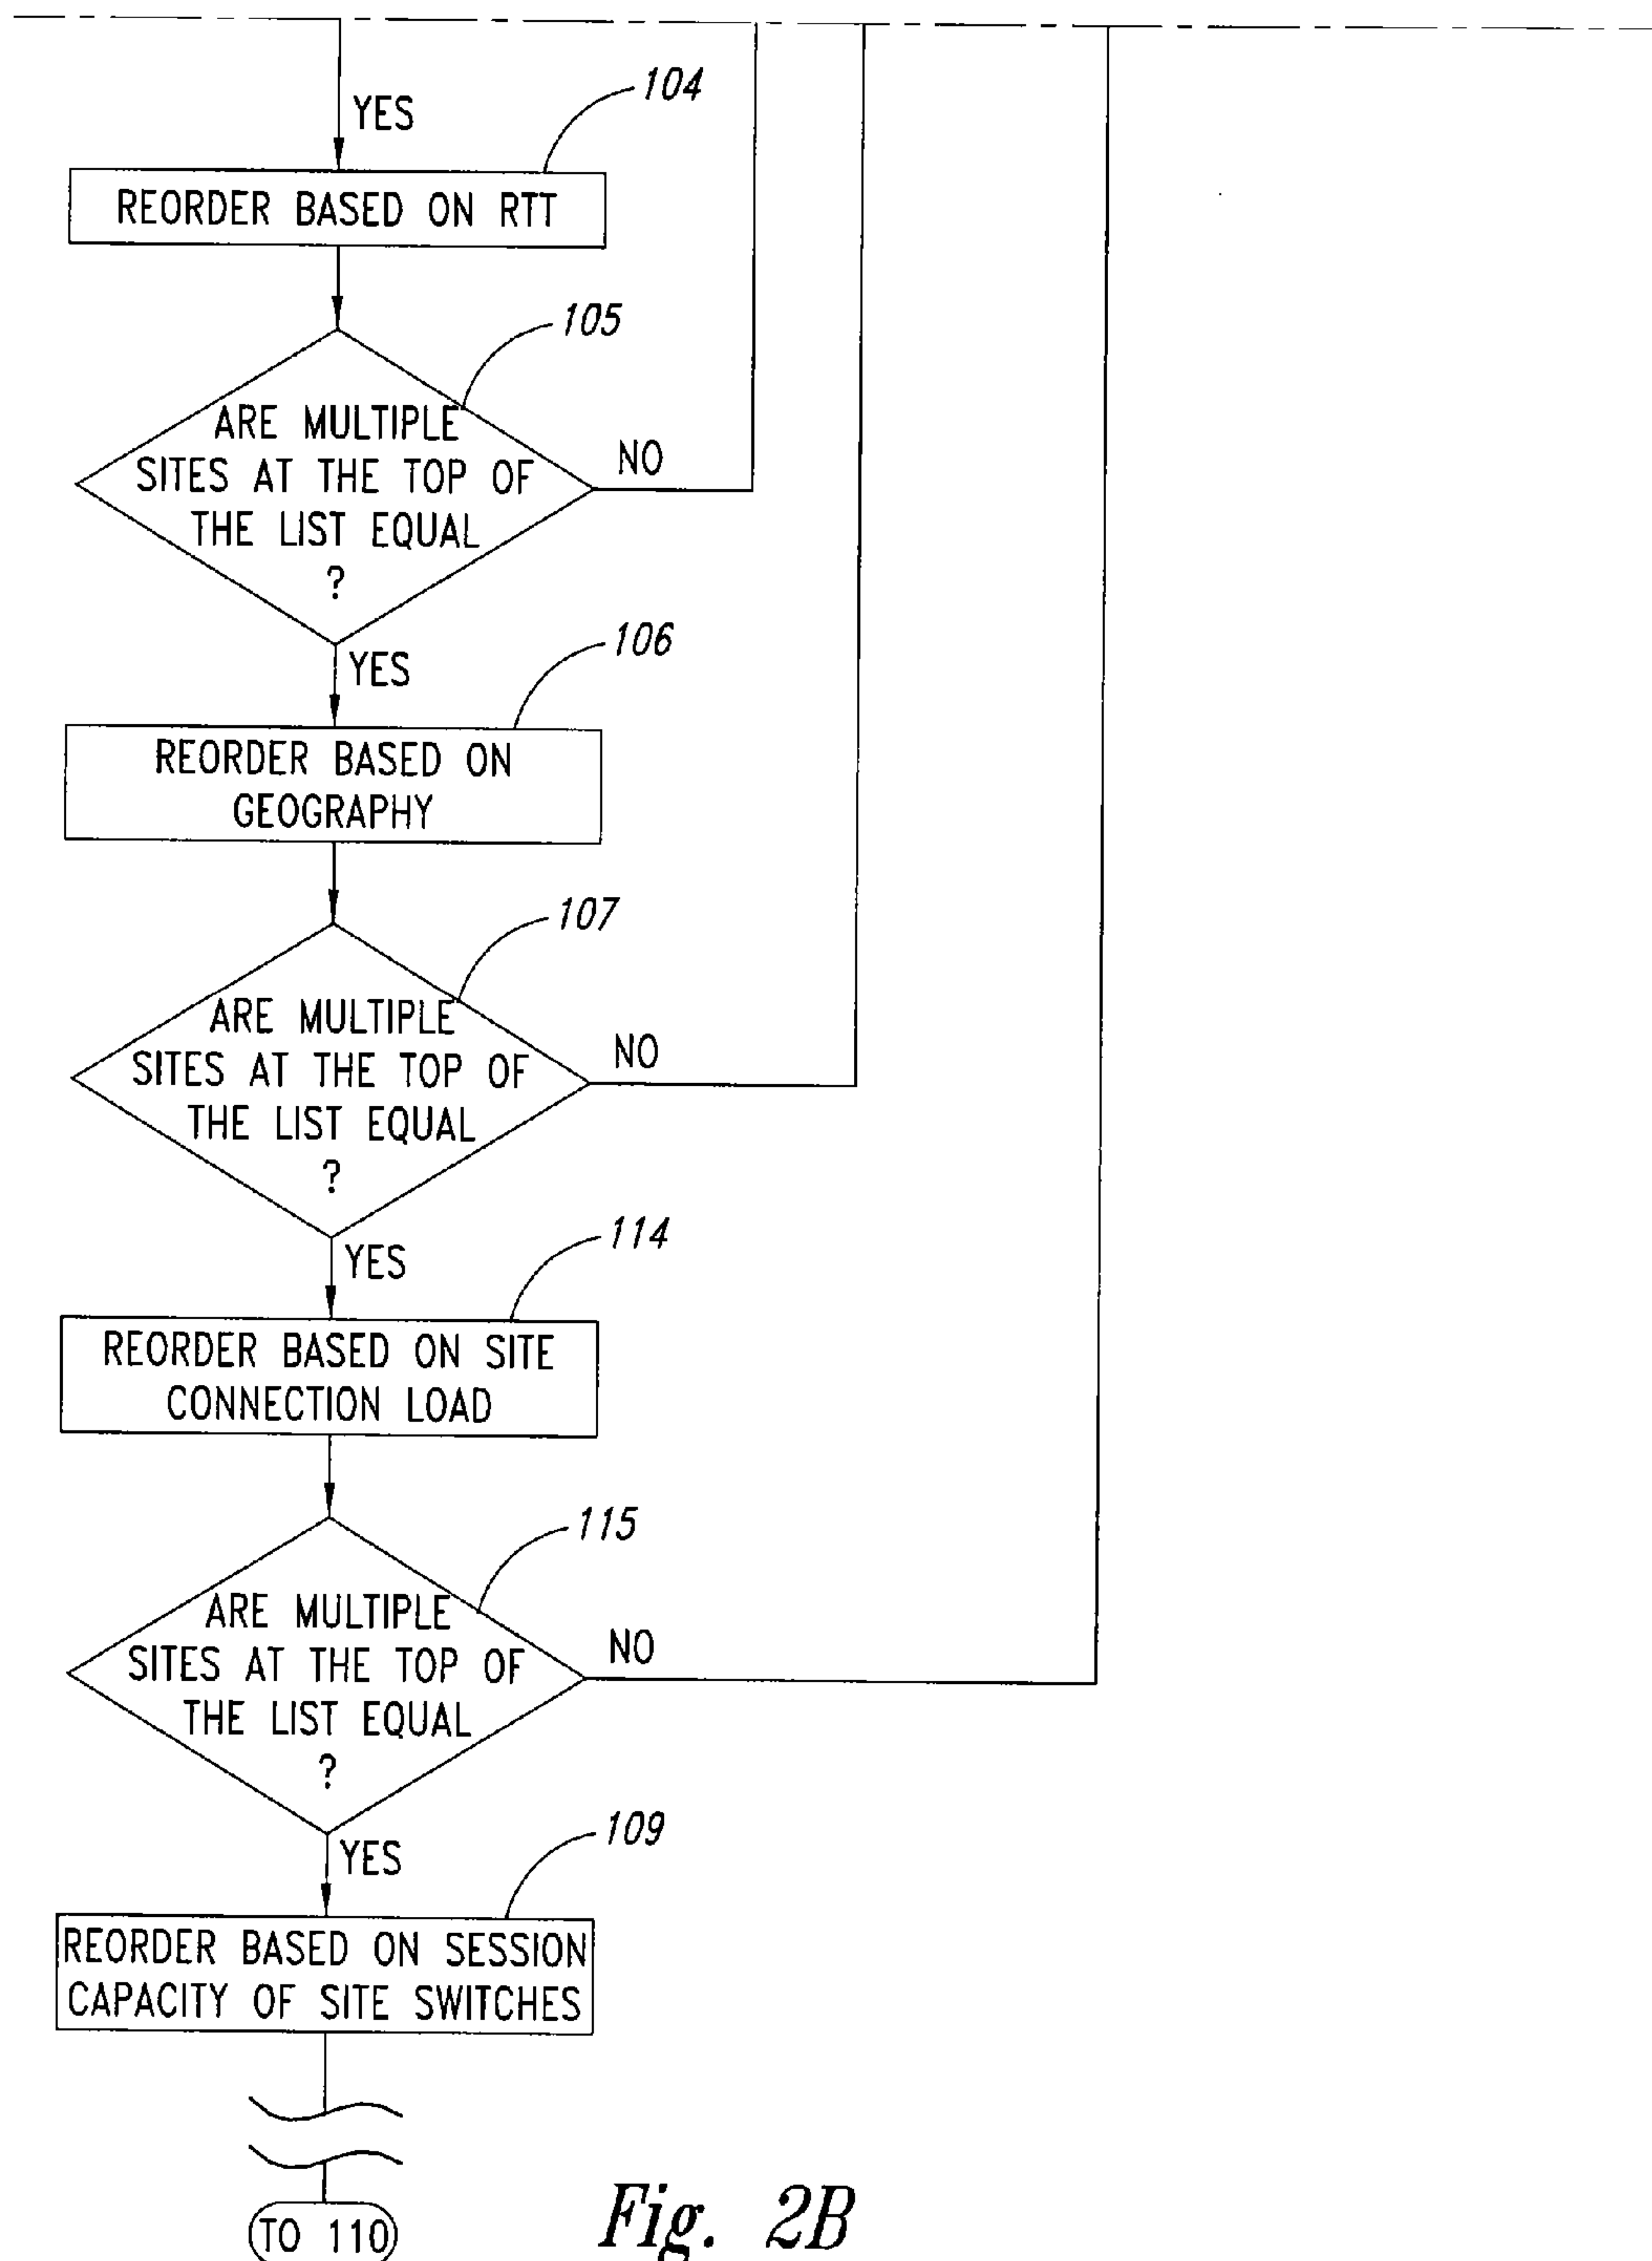 YES
104
REORDER BASED ON RTT
105
ARE MULTIPLE
SITES AT THE TOP OF
THE LIST EQUAL
?
NO
YES
106
REORDER BASED ON
GEOGRAPHY
107
ARE MULTIPLE
SITES AT THE TOP OF
THE LIST EQUAL
?
NO
YES
114
REORDER BASED ON SITE
CONNECTION LOAD
115
ARE MULTIPLE
SITES AT THE TOP OF
THE LIST EQUAL
?
NO
YES
109
REORDER BASED ON SESSION
CAPACITY OF SITE SWITCHES
TO 110
Fig. 2B